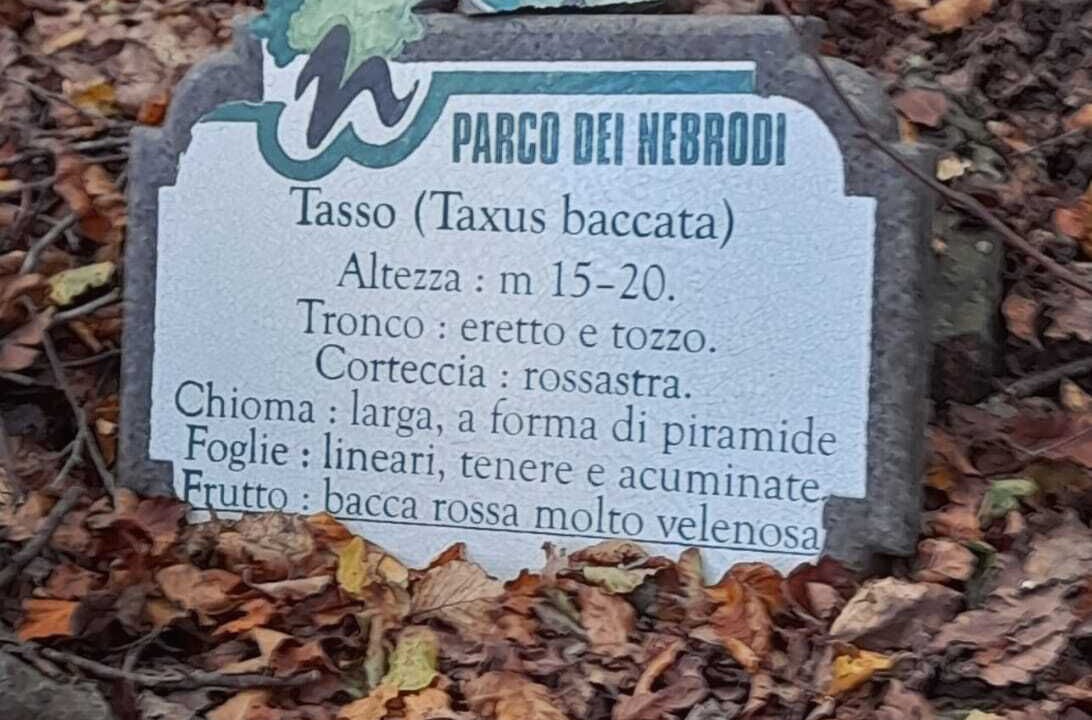 PARCO DEI NEBRODI
Tasso (Taxus baccata)
Altezza : m 15-20.
Tronco : eretto e tozzo.
Corteccia : rossastra.
Chioma : larga, a forma di piramide
Foglie : lineari, tenere e acuminate.
Frutto : bacca rossa molto velenosa